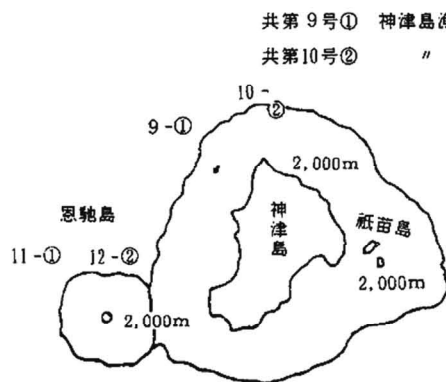 共第9号① 神津島漁
共第10号② 〃
10-②
9-①
2,000m
恩馳島
神津島
祇苗島
11-① 12-②
2,000m
2,000m